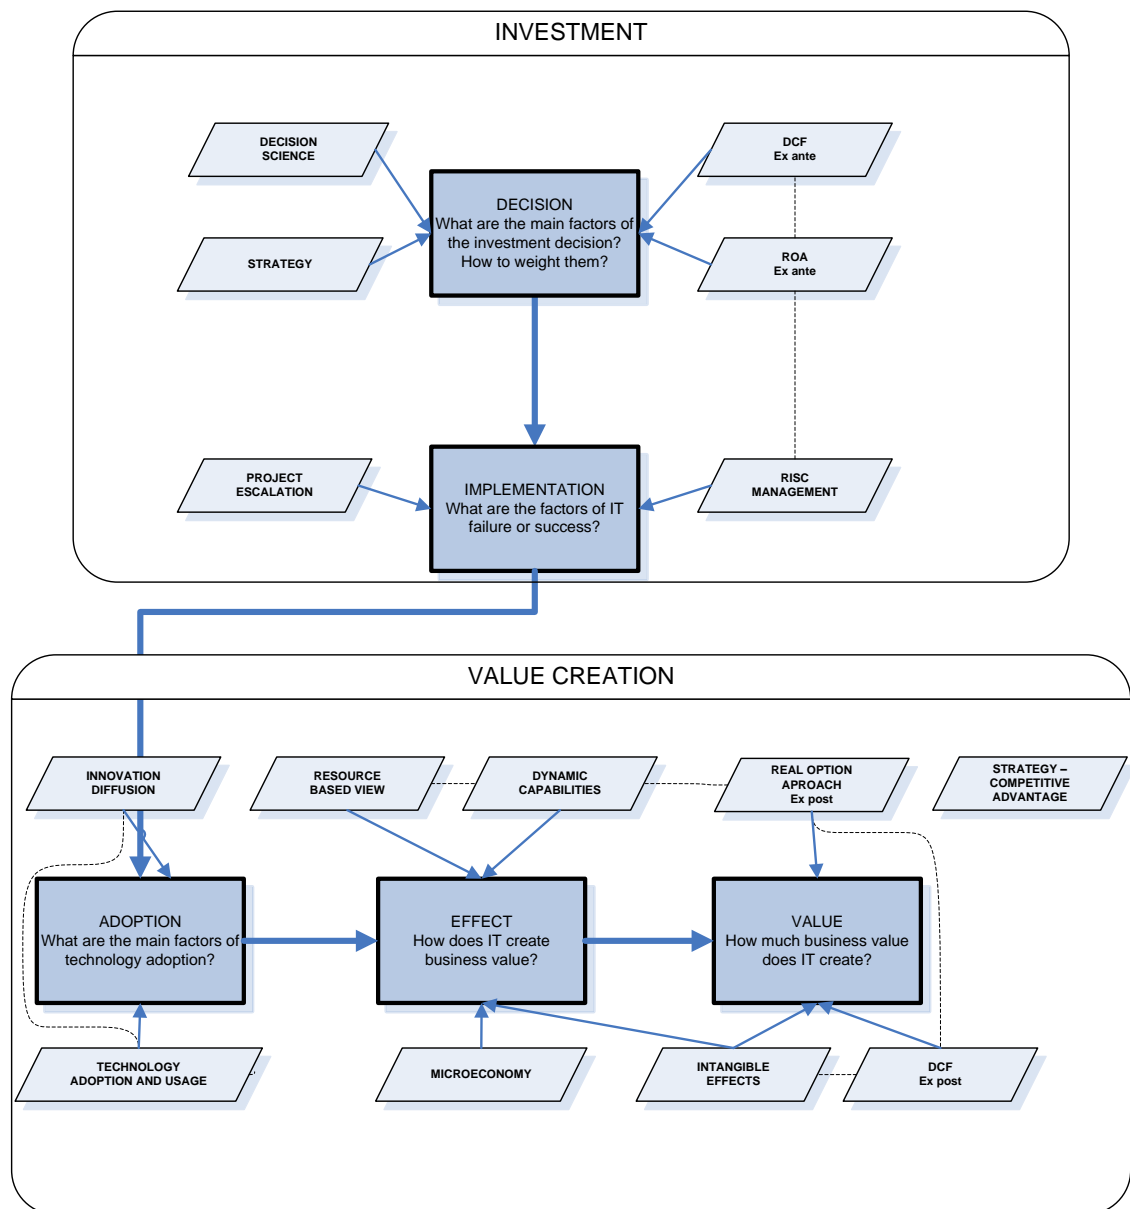 INVESTMENT
DECISION
SCIENCE
DCF
Ex ante
DECISION
What are the main factors of
the investment decision?
How to weight them?
STRATEGY
ROA
Ex ante
PROJECT
ESCALATION
IMPLEMENTATION
What are the factors of IT
failure or success?
RISC
MANAGEMENT
VALUE CREATION
INNOVATION
DIFFUSION
RESOURCE
BASED VIEW
DYNAMIC
CAPABILITIES
REAL OPTION
APROACH
Ex post
STRATEGY –
COMPETITIVE
ADVANTAGE
ADOPTION
What are the main factors of
technology adoption?
EFFECT
How does IT create
business value?
VALUE
How much business value
does IT create?
TECHNOLOGY
ADOPTION AND USAGE
MICROECONOMY
INTANGIBLE
EFFECTS
DCF
Ex post